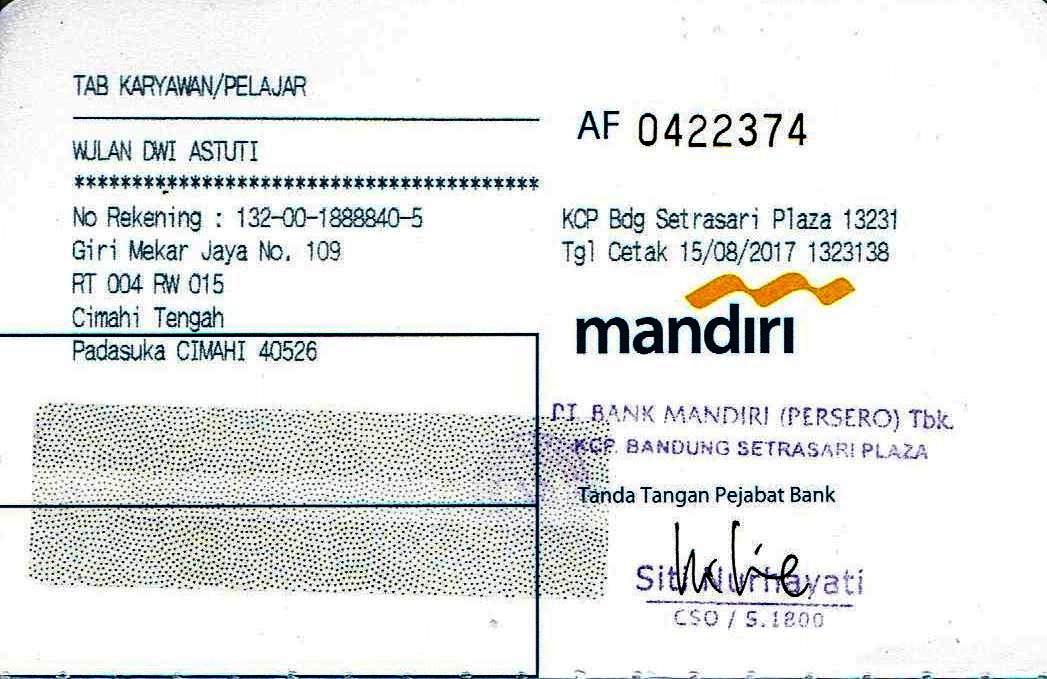 TAB KARYAWAN/PELAJAR
WULAN DWI ASTUTI
****************************************
No Rekening : 132-00-1888840-5
Giri Mekar Jaya No. 109
RT 004 RW 015
Cimahi Tengah
Padasuka CIMAHI 40526
AF 0422374
KCP Bdg Setrasari Plaza 13231
Tgl Cetak 15/08/2017 1323138
mandiri
PT. BANK MANDIRI (PERSERO) Tbk.
KCP. BANDUNG SETRASARI PLAZA
Tanda Tangan Pejabat Bank
Siti Nurhayati
CSO / S.1800